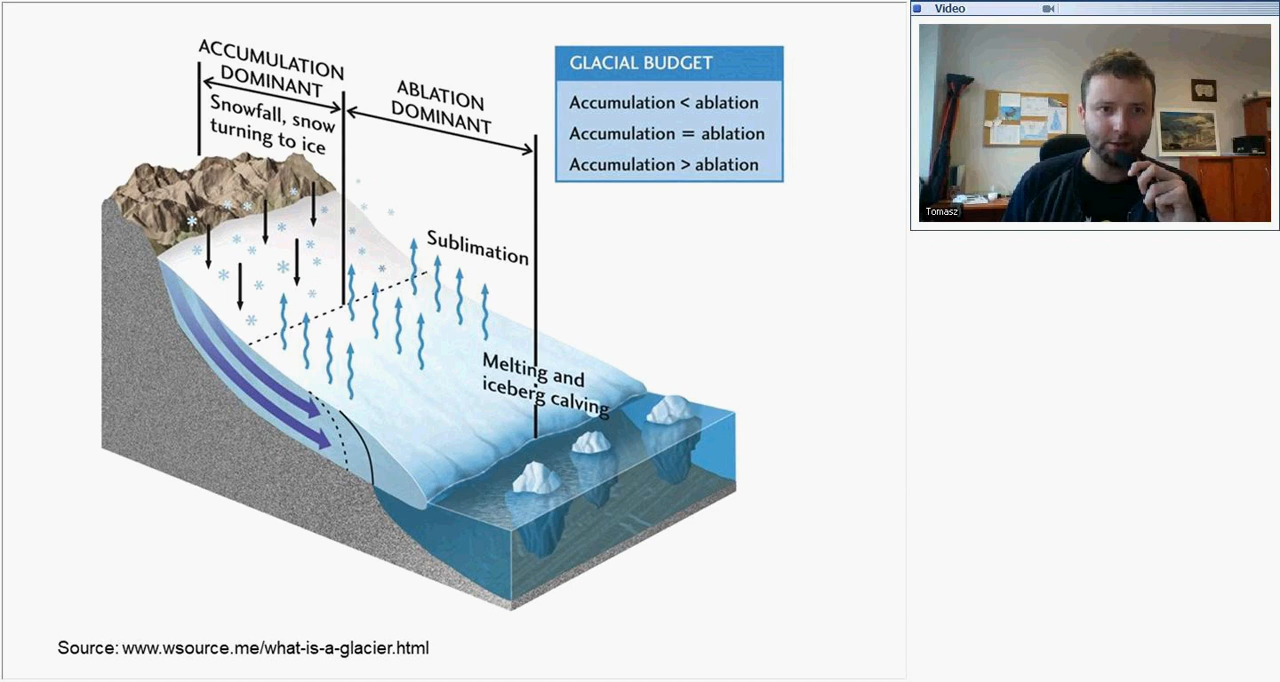 ACCUMULATION
DOMINANT
Snowfall, snow
turning to ice
ABLATION
DOMINANT
GLACIAL BUDGET
Accumulation < ablation
Accumulation = ablation
Accumulation > ablation
Sublimation
Melting and
iceberg calving
Source: www.wsource.me/what-is-a-glacier.html
Video
Tomasz